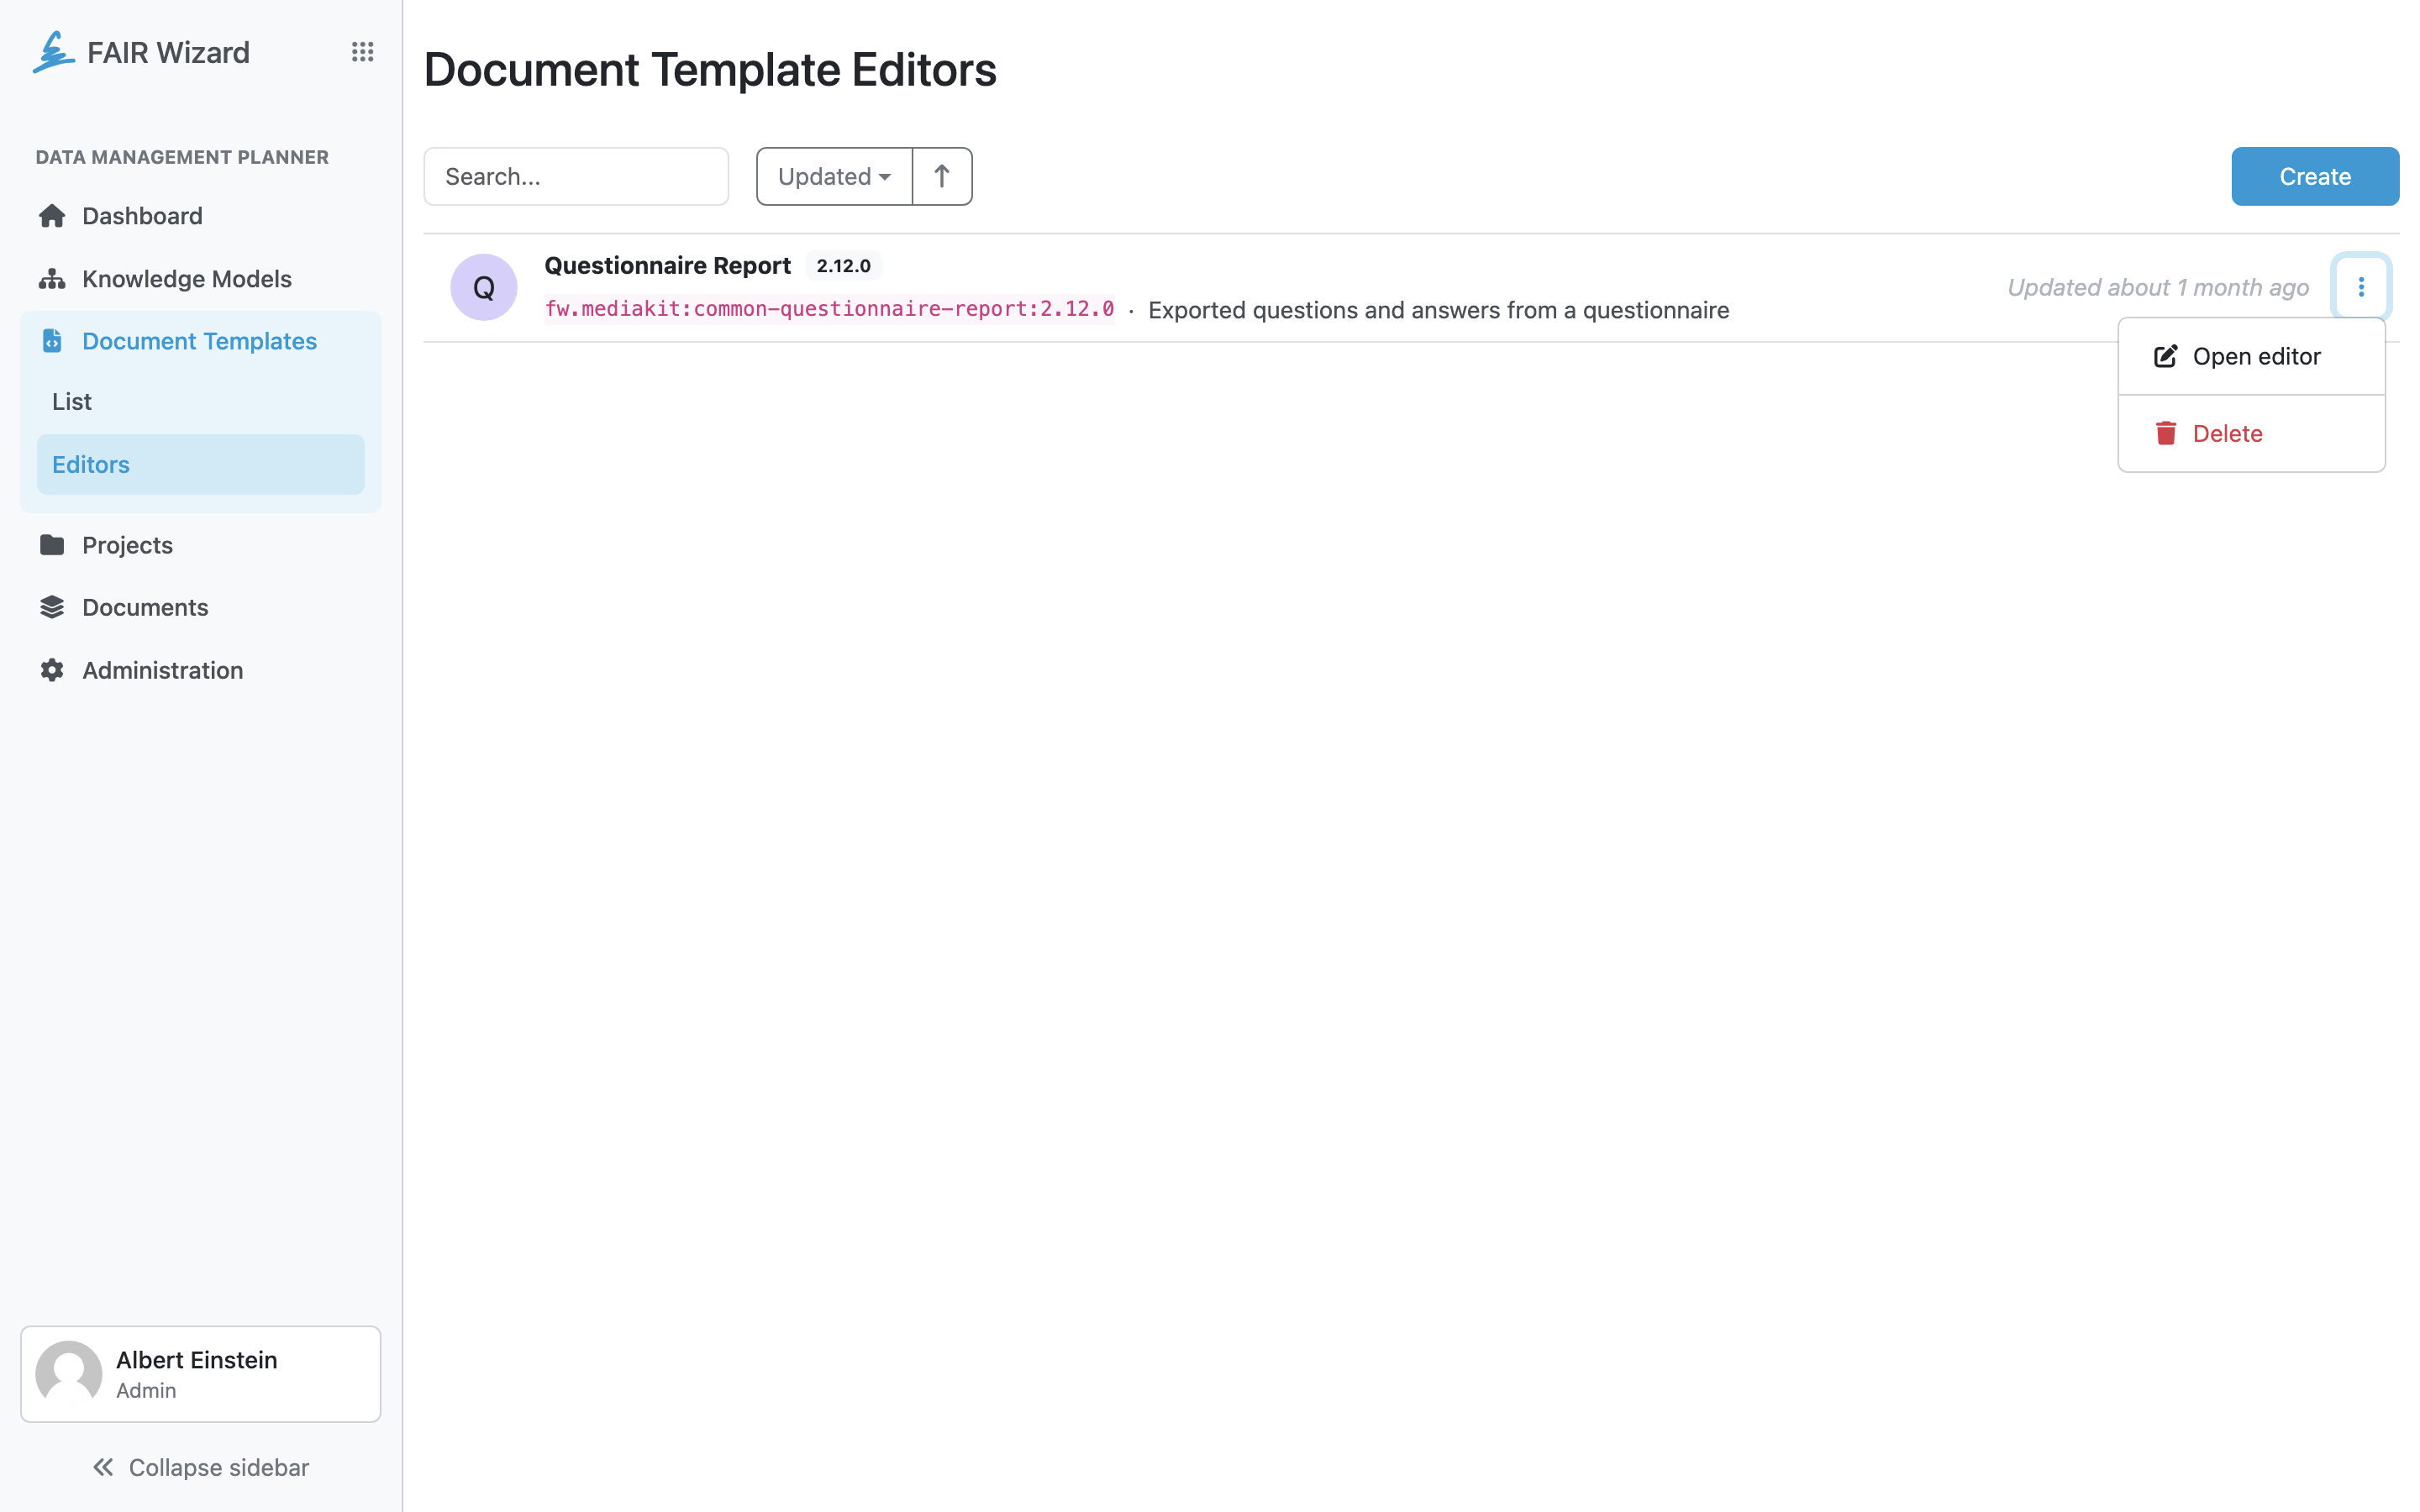 FAIR Wizard
DATA MANAGEMENT PLANNER
Dashboard
Knowledge Models
Document Templates
List
Editors
Projects
Documents
Administration
Albert Einstein
Admin
Collapse sidebar
Document Template Editors
Search...
Updated
Create
Q
Questionnaire Report 2.12.0
fw.mediakit:common-questionnaire-report:2.12.0 · Exported questions and answers from a questionnaire
Updated about 1 month ago
Open editor
Delete